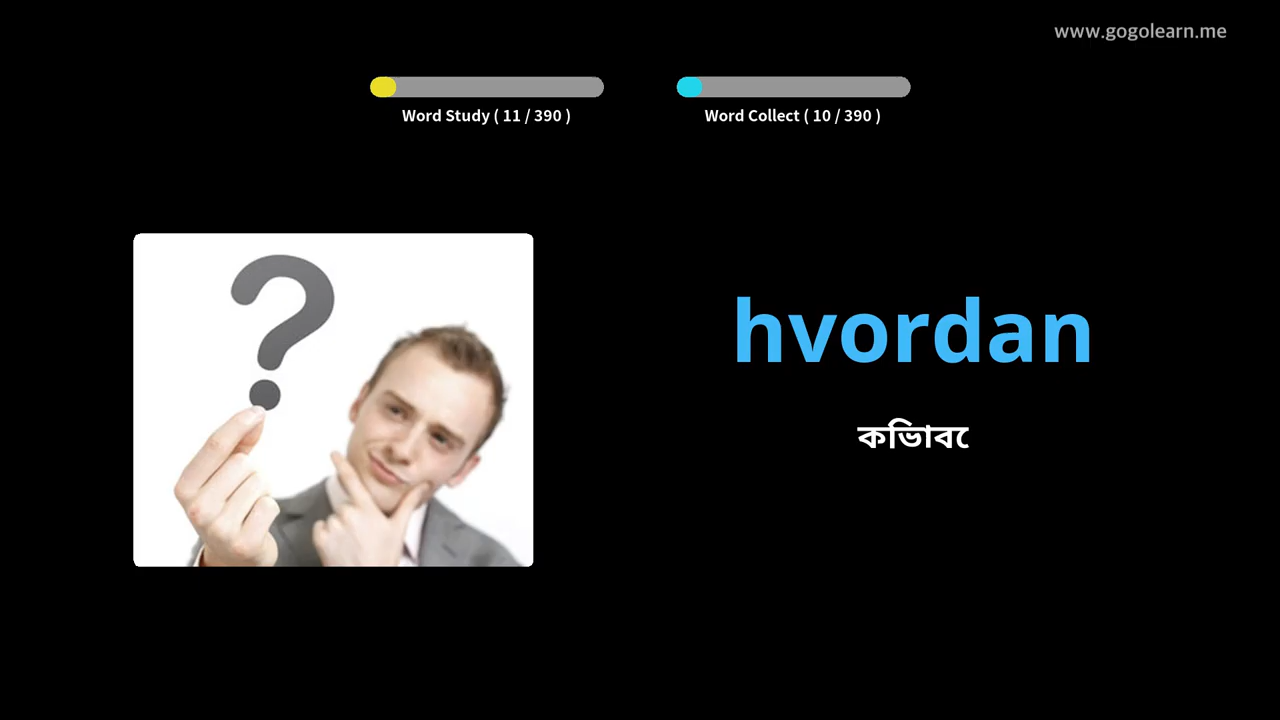 www.gogolearn.me
Word Study ( 11 / 390 )
Word Collect ( 10 / 390 )
hvordan
কিভাবে